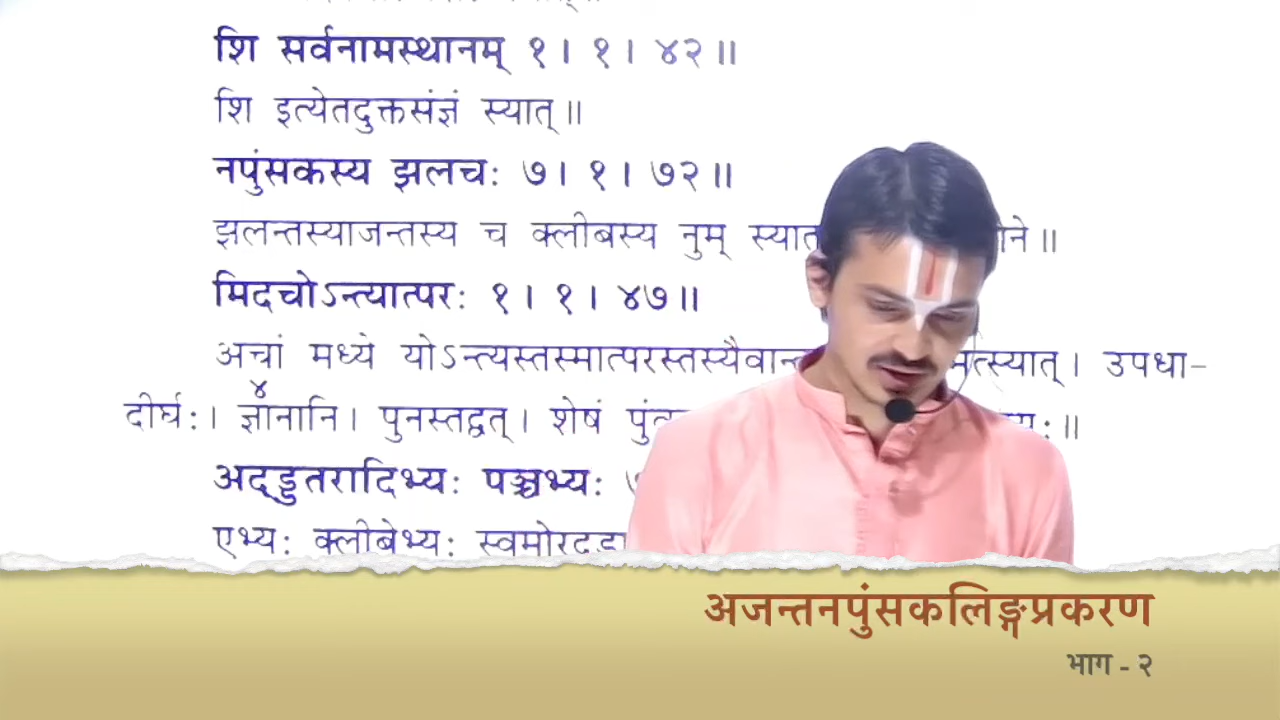 शि सर्वनामस्थानम् १ । १ । ४२ ॥
शि इत्येतदुक्तसंज्ञं स्यात् ॥
नपुंसकस्य झलचः ७ । १ । ७२ ॥
झलन्तस्याजन्तस्य च क्लीबस्य नुम् स्यात् ाने ॥
मिदचोऽन्त्यात्परः १ । १ । ४७ ॥
अचां मध्ये योऽन्त्यस्तस्मात्परस्तस्यैवान्त मित्स्यात् । उपधा-
४
दीर्घः । ज्ञानानि । पुनस्तद्वत् । शेषं ॥
अद्ड्डतरादिभ्यः पञ्चभ्यः
एभ्यः क्लीबेभ्यः
अजन्तनपुंसकलिङ्गप्रकरण
भाग - २